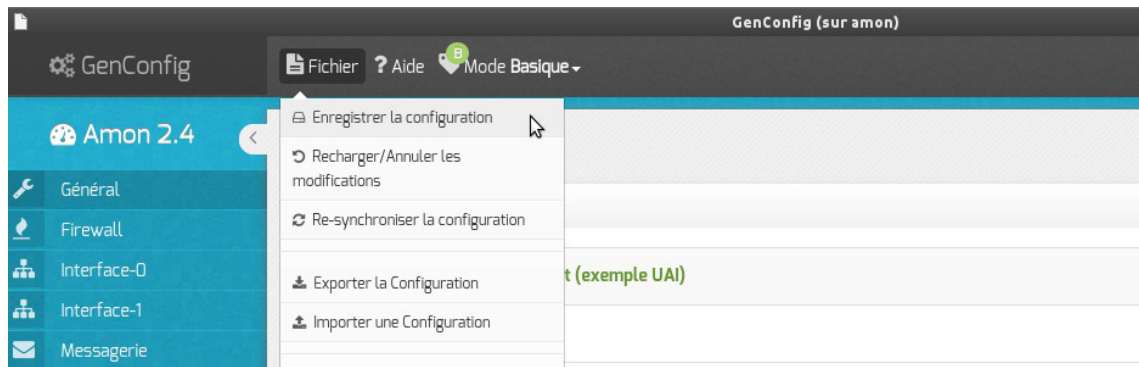 GenConfig (sur amon)
GenConfig Fichier ? Aide B Mode Basique
Amon 2.4
Enregistrer la configuration
Recharger/Annuler les
modifications
Général
Re-synchroniser la configuration
Firewall
Interface-0
Exporter la Configuration
t (exemple UAI)
Interface-1
Importer une Configuration
Messagerie